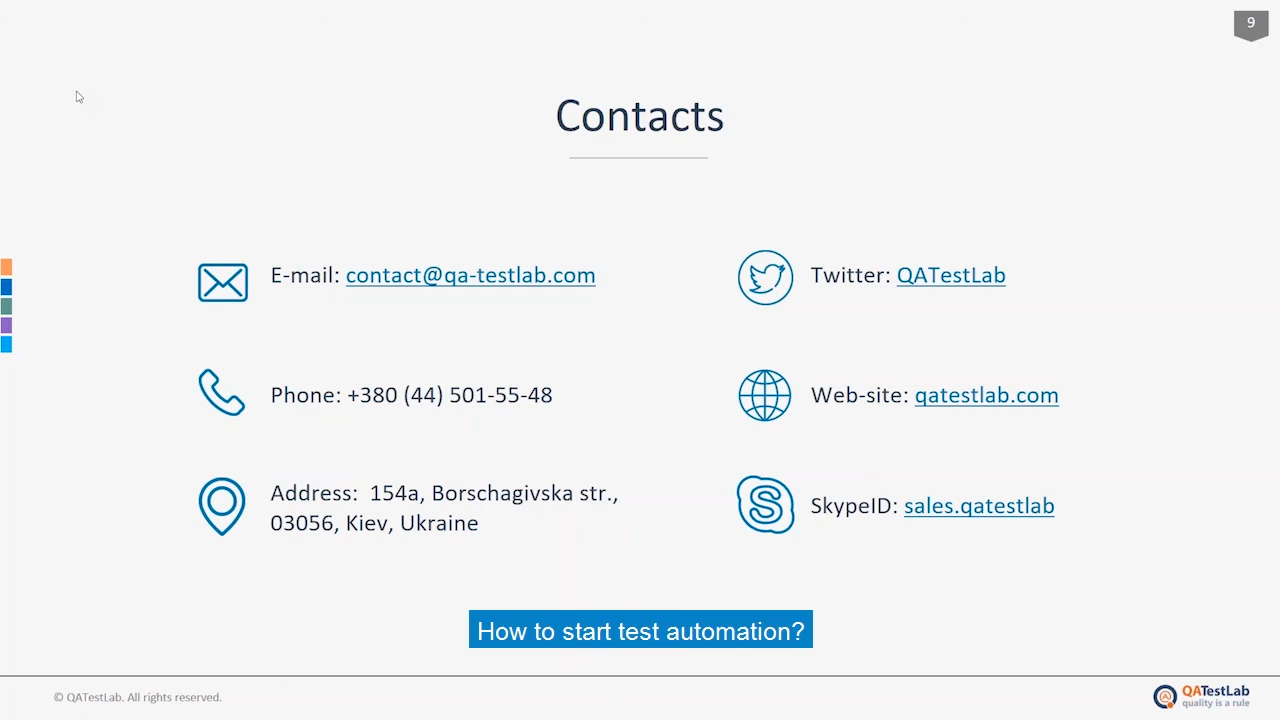 9
Contacts
E-mail: contact@qa-testlab.com
Twitter: QATestLab
Phone: +380 (44) 501-55-48
Web-site: qatestlab.com
Address:  154a, Borschagivska str.,
03056, Kiev, Ukraine
SkypeID: sales.qatestlab
How to start test automation?
© QATestLab. All rights reserved.
QATestLab
quality is a rule